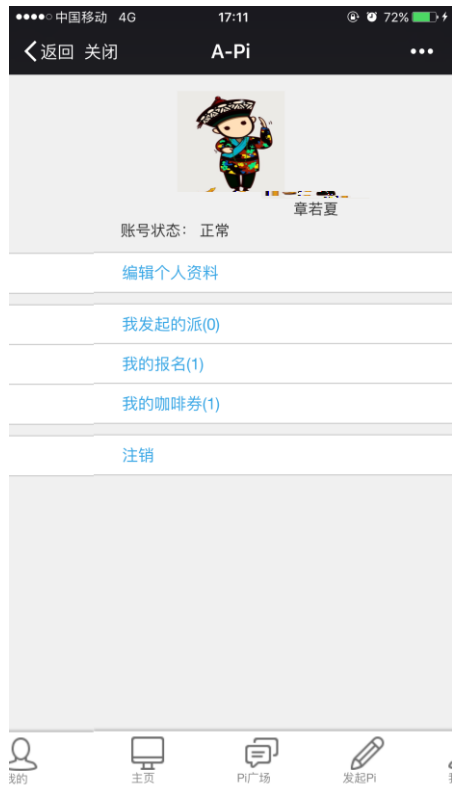 中国移动 4G 17:11 72%
返回 关闭 A-Pi
章若夏
账号状态： 正常
编辑个人资料
我发起的派(0)
我的报名(1)
我的咖啡券(1)
注销
我的 主页 Pi广场 发起Pi